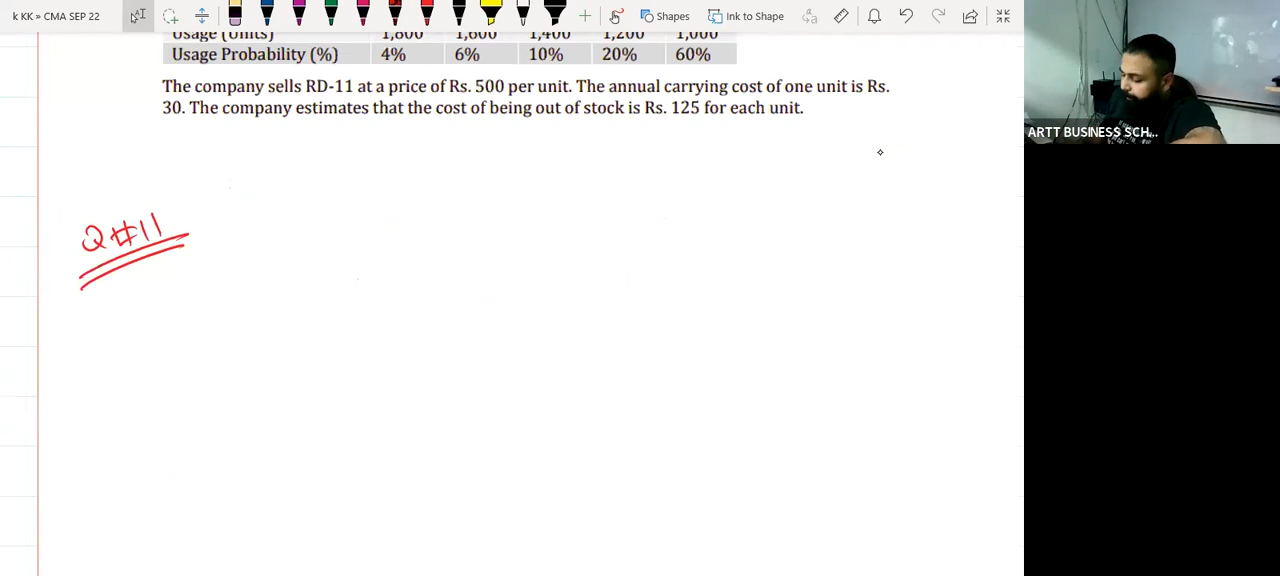 k KK » CMA SEP 22
Shapes
Ink to Shape
Usage (Units) 1,800 1,600 1,400 1,200 1,000
Usage Probability (%) 4% 6% 10% 20% 60%
The company sells RD-11 at a price of Rs. 500 per unit. The annual carrying cost of one unit is Rs.
30. The company estimates that the cost of being out of stock is Rs. 125 for each unit.
ARTT BUSINESS SCH...
Q#11